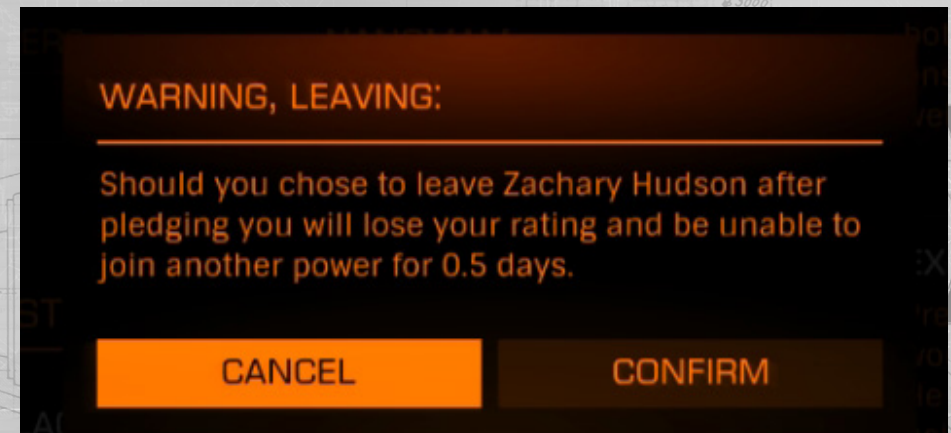 WARNING, LEAVING:
Should you chose to leave Zachary Hudson after
pledging you will lose your rating and be unable to
join another power for 0.5 days.
CANCEL
CONFIRM